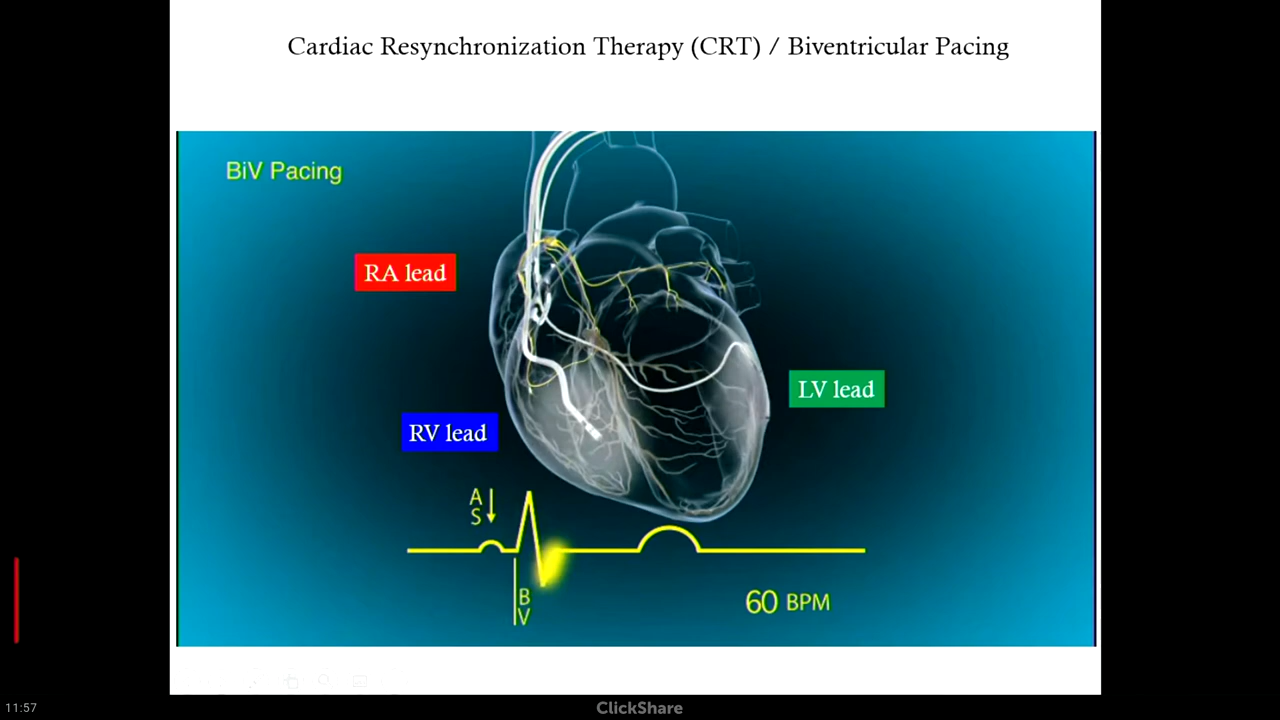 Cardiac Resynchronization Therapy (CRT) / Biventricular Pacing
BiV Pacing
RA lead
LV lead
RV lead
A
S
B
V
60 BPM
11:57
ClickShare